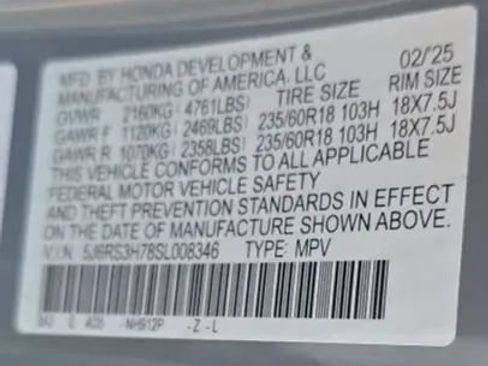 MFD. BY HONDA DEVELOPMENT &
MANUFACTURING OF AMERICA, LLC 02/'25
GVWR 2160KG( 4761LBS) TIRE SIZE RIM SIZE
GAWR F 1120KG( 2469LBS) 235/60R18 103H 18X7.5J
GAWR R 1070KG( 2358LBS) 235/60R18 103H 18X7.5J
THIS VEHICLE CONFORMS TO ALL APPLICABLE
FEDERAL MOTOR VEHICLE SAFETY
AND THEFT PREVENTION STANDARDS IN EFFECT
ON THE DATE OF MANUFACTURE SHOWN ABOVE.
V.I.N. 5J6RS3H78SL008346 TYPE: MPV
NH912P -Z-L